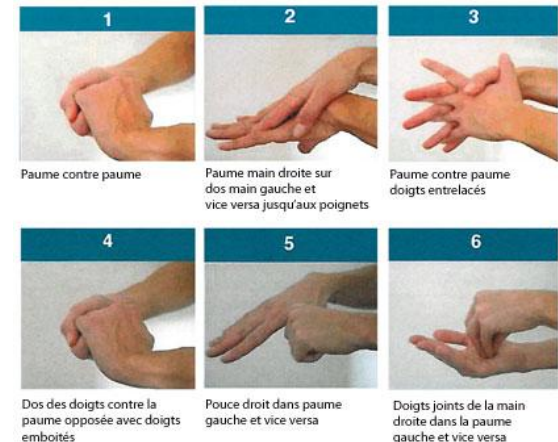 1
Paume contre paume
2
Paume main droite sur
dos main gauche et
vice versa jusqu'aux poignets
3
Paume contre paume
doigts entrelacés
4
Dos des doigts contre la
paume opposée avec doigts
emboités
5
Pouce droit dans paume
gauche et vice versa
6
Doigts joints de la main
droite dans la paume
gauche et vice versa